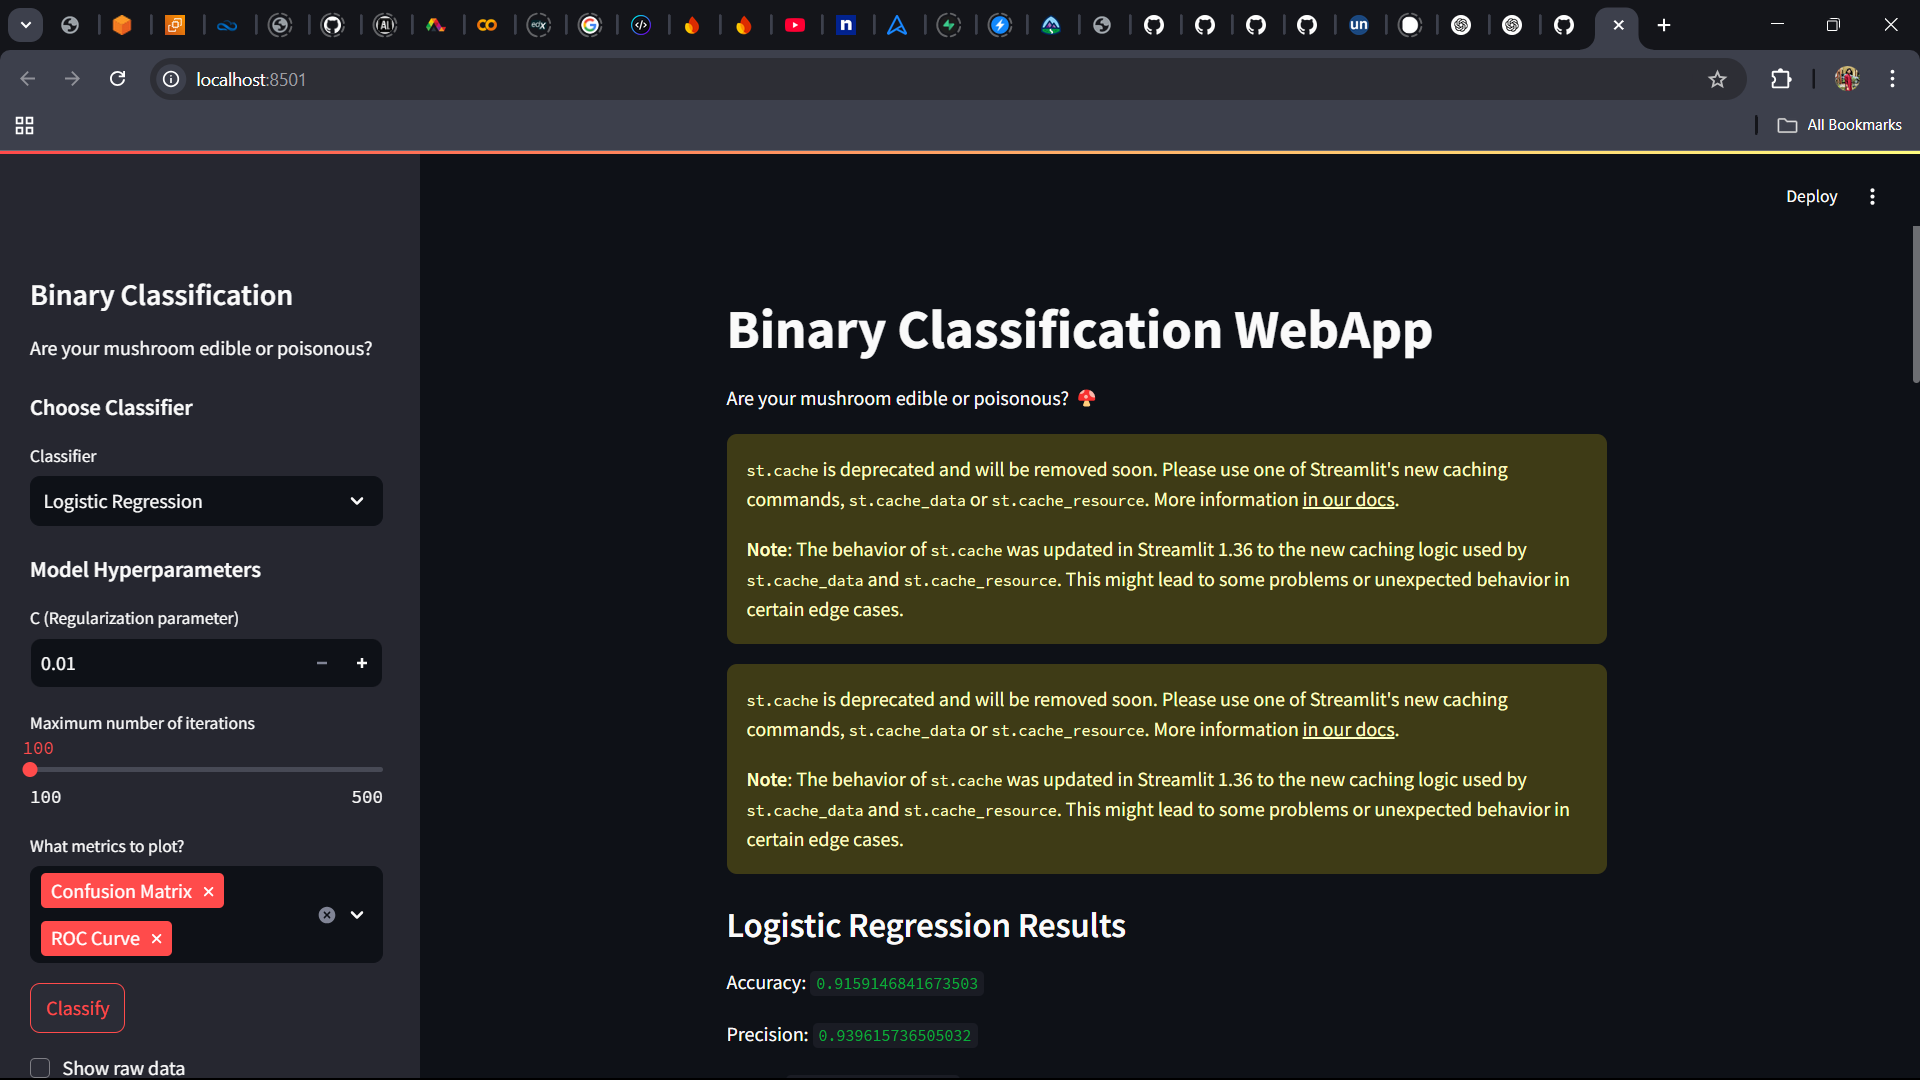 localhost:8501
All Bookmarks
Deploy
Binary Classification
Are your mushroom edible or poisonous?
Choose Classifier
Classifier
Logistic Regression
Model Hyperparameters
C (Regularization parameter)
0.01
Maximum number of iterations
100
100 500
What metrics to plot?
Confusion Matrix
ROC Curve
Classify
Show raw data
Binary Classification WebApp
Are your mushroom edible or poisonous? 🍄
st.cache is deprecated and will be removed soon. Please use one of Streamlit's new caching
commands, st.cache_data or st.cache_resource. More information in our docs.
Note: The behavior of st.cache was updated in Streamlit 1.36 to the new caching logic used by
st.cache_data and st.cache_resource. This might lead to some problems or unexpected behavior in
certain edge cases.
st.cache is deprecated and will be removed soon. Please use one of Streamlit's new caching
commands, st.cache_data or st.cache_resource. More information in our docs.
Note: The behavior of st.cache was updated in Streamlit 1.36 to the new caching logic used by
st.cache_data and st.cache_resource. This might lead to some problems or unexpected behavior in
certain edge cases.
Logistic Regression Results
Accuracy: 0.9159146841673503
Precision: 0.939615736505032